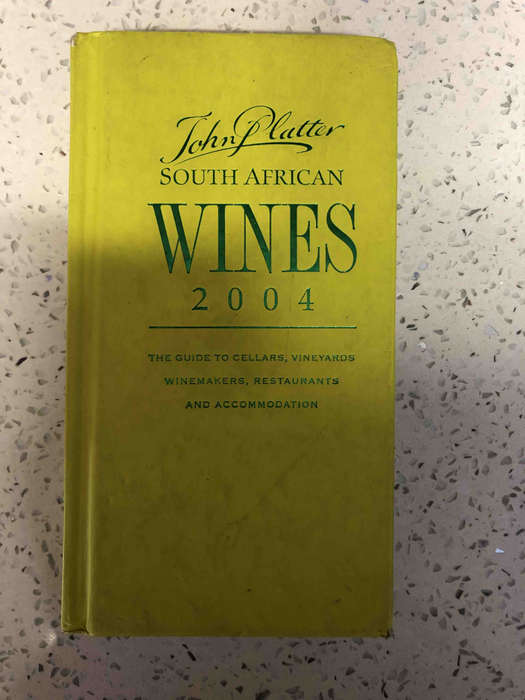 John Platter
SOUTH AFRICAN
WINES
2004
THE GUIDE TO CELLARS, VINEYARDS
WINEMAKERS, RESTAURANTS
AND ACCOMMODATION